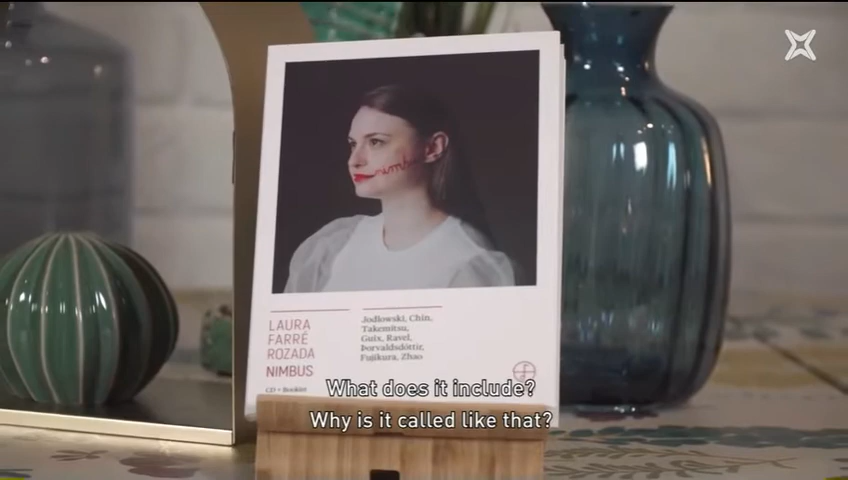 nimbus
LAURA
FARRÉ
ROZADA
NIMBUS
CD + Booklet
Jodlowski, Chin,
Takemitsu,
Guix, Ravel,
Þorvaldsdóttir,
Fujikura, Zhao
What does it include?
Why is it called like that?